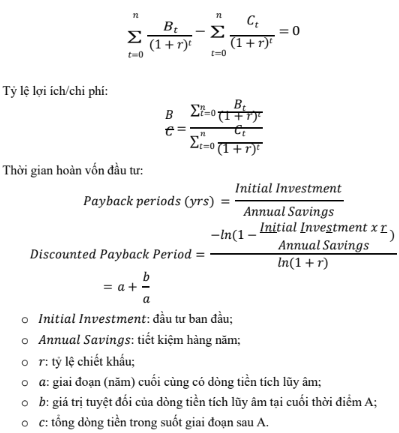 \sum_{t=0}^{n} \frac{B_t}{(1+r)^t} - \sum_{t=0}^{n} \frac{C_t}{(1+r)^t} = 0
Tỷ lệ lợi ích/chi phí:
\frac{B}{C} = \frac{\sum_{t=0}^{n} \frac{B_t}{(1+r)^t}}{\sum_{t=0}^{n} \frac{C_t}{(1+r)^t}}
Thời gian hoàn vốn đầu tư:
Payback periods (yrs) = \frac{Initial Investment}{Annual Savings}
Discounted Payback Period = \frac{-ln(1 - \frac{Initial Investment x r}{Annual Savings})}{ln(1 + r)}
= a + \frac{b}{a}
o Initial Investment: đầu tư ban đầu;
o Annual Savings: tiết kiệm hàng năm;
o r: tỷ lệ chiết khấu;
o a: giai đoạn (năm) cuối cùng có dòng tiền tích lũy âm;
o b: giá trị tuyệt đối của dòng tiền tích lũy âm tại cuối thời điểm A;
o c: tổng dòng tiền trong suốt giai đoạn sau A.